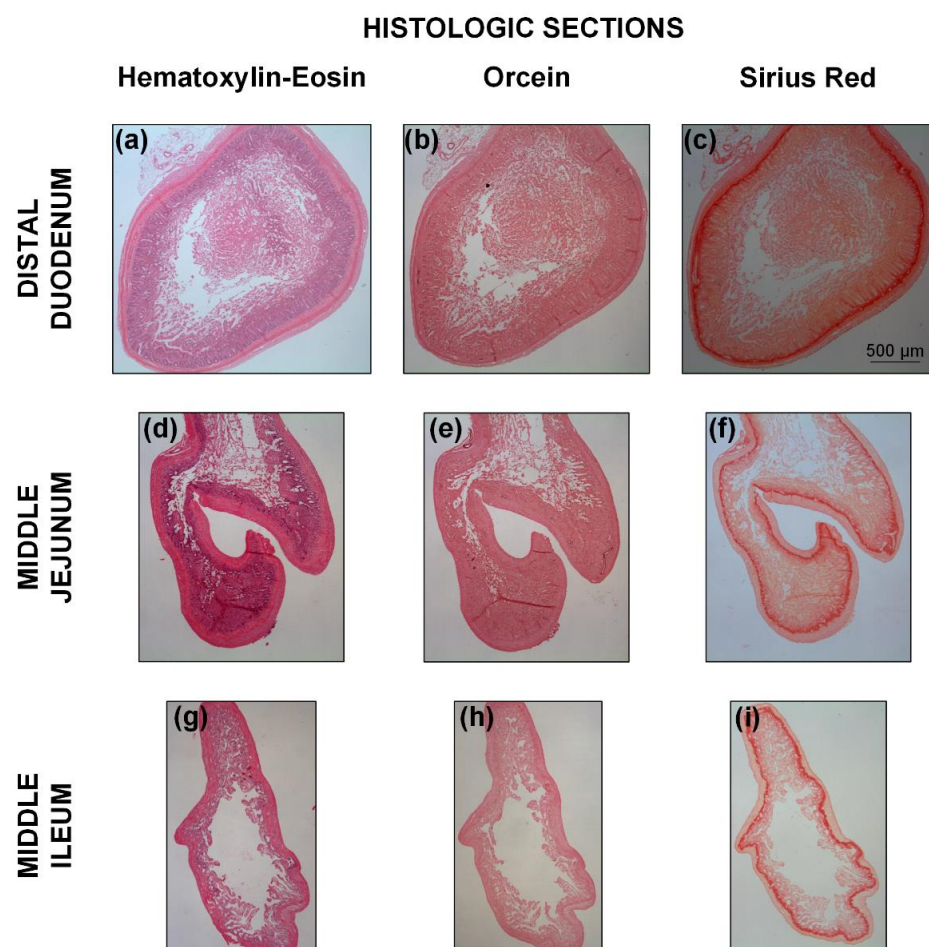 HISTOLOGIC SECTIONS
Hematoxylin-Eosin
Orcein
Sirius Red
DISTAL
DUODENUM
(a)
(b)
(c)
500 µm
MIDDLE
JEJUNUM
(d)
(e)
(f)
MIDDLE
ILEUM
(g)
(h)
(i)